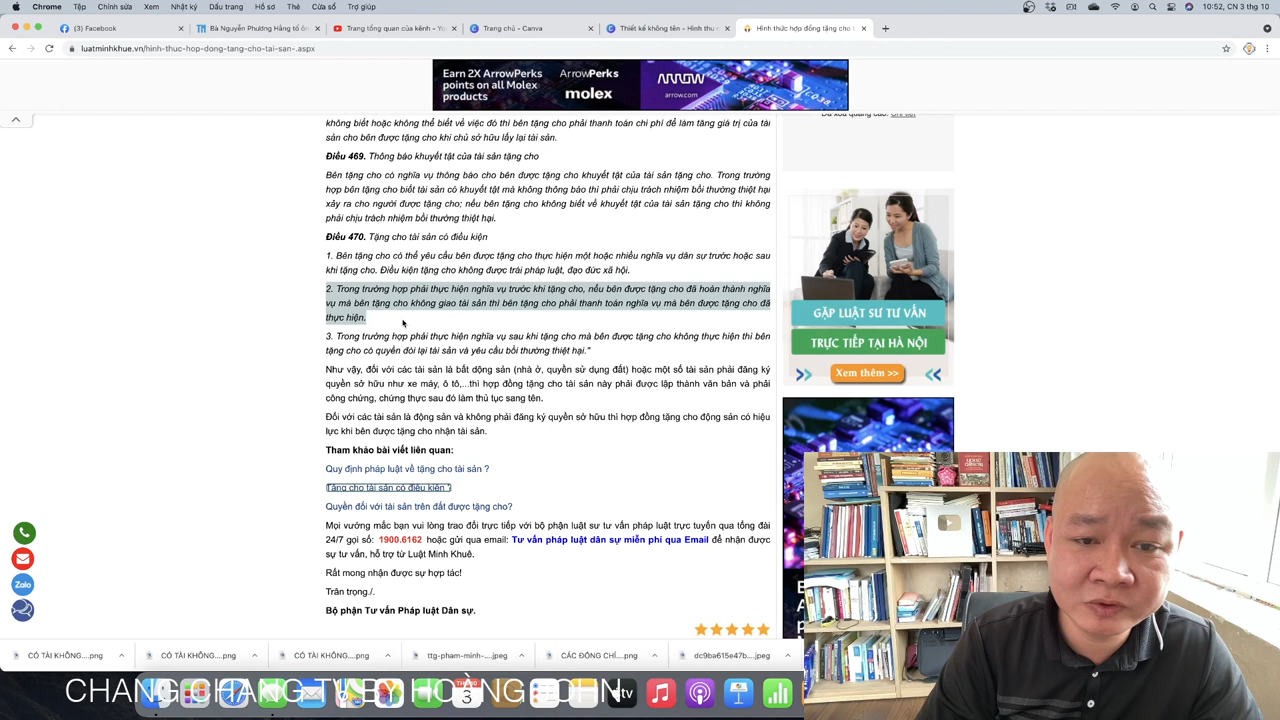 Chrome Tệp Chỉnh sửa Xem Nhật ký Dấu trang Hồ sơ Thẻ Cửa sổ Trợ giúp
10:52, CN 3 thg 10
(3) Facebook
Bà Nguyễn Phương Hằng tố ôn
Trang tổng quan của kênh - Yo
Trang chủ - Canva
Thiết kế không tên - Hình thu
Hình thức hợp đồng tặng cho t
luatminhkhue.vn/hinh-thuc-hop-dong-tang-cho-tai-san-.aspx
Earn 2X ArrowPerks
points on all Molex
products
ArrowPerks
molex
ARROW
arrow.com
không biết hoặc không thể biết về việc đó thì bên tặng cho phải thanh toán chi phí để làm tăng giá trị của tài
sản cho bên được tặng cho khi chủ sở hữu lấy lại tài sản.
Điều 469. Thông báo khuyết tật của tài sản tặng cho
Bên tặng cho có nghĩa vụ thông báo cho bên được tặng cho khuyết tật của tài sản tặng cho. Trong trường
hợp bên tặng cho biết tài sản có khuyết tật mà không thông báo thì phải chịu trách nhiệm bồi thường thiệt hại
xảy ra cho người được tặng cho; nếu bên tặng cho không biết về khuyết tật của tài sản tặng cho thì không
phải chịu trách nhiệm bồi thường thiệt hại.
Điều 470. Tặng cho tài sản có điều kiện
1. Bên tặng cho có thể yêu cầu bên được tặng cho thực hiện một hoặc nhiều nghĩa vụ dân sự trước hoặc sau
khi tặng cho. Điều kiện tặng cho không được trái pháp luật, đạo đức xã hội.
2. Trong trường hợp phải thực hiện nghĩa vụ trước khi tặng cho, nếu bên được tặng cho đã hoàn thành nghĩa
vụ mà bên tặng cho không giao tài sản thì bên tặng cho phải thanh toán nghĩa vụ mà bên được tặng cho đã
thực hiện.
3. Trong trường hợp phải thực hiện nghĩa vụ sau khi tặng cho mà bên được tặng cho không thực hiện thì bên
tặng cho có quyền đòi lại tài sản và yêu cầu bồi thường thiệt hại."
Như vậy, đối với các tài sản là bất động sản (nhà ở, quyền sử dụng đất) hoặc một số tài sản phải đăng ký
quyền sở hữu như xe máy, ô tô,...thì hợp đồng tặng cho tài sản này phải được lập thành văn bản và phải
công chứng, chứng thực sau đó làm thủ tục sang tên.
Đối với các tài sản là động sản và không phải đăng ký quyền sở hữu thì hợp đồng tặng cho động sản có hiệu
lực khi bên được tặng cho nhận tài sản.
Tham khảo bài viết liên quan:
Quy định pháp luật về tặng cho tài sản ?
Tặng cho tài sản có điều kiện ?
Quyền đối với tài sản trên đất được tặng cho?
Mọi vướng mắc bạn vui lòng trao đổi trực tiếp với bộ phận luật sư tư vấn pháp luật trực tuyến qua tổng đài
24/7 gọi số: 1900.6162 hoặc gửi qua email: Tư vấn pháp luật dân sự miễn phí qua Email để nhận được
sự tư vấn, hỗ trợ từ Luật Minh Khuê.
Rất mong nhận được sự hợp tác!
Trân trọng./.
Bộ phận Tư vấn Pháp luật Dân sự.
Đã xóa quảng cáo. Chi tiết
GẶP LUẬT SƯ TƯ VẤN
TRỰC TIẾP TẠI HÀ NỘI
Xem thêm >>
Zalo
CÓ TÀI KHÔNG....png
CÓ TÀI KHÔNG....png
CÓ TÀI KHÔNG....png
ttg-pham-minh-....jpeg
CÁC ĐỒNG CHÍ....png
dc9ba615e47b....jpeg
CHANG CHANG TV BY HOÀNG JOHN
3
tv